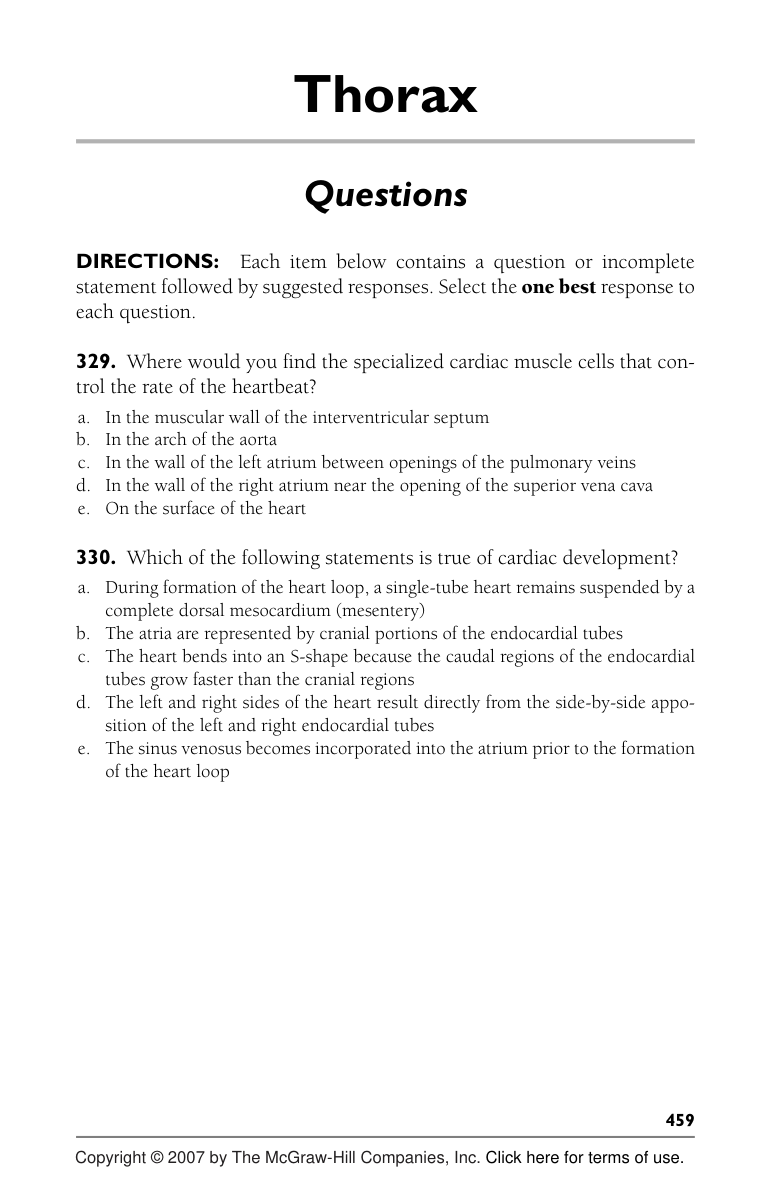 Thorax
Questions
DIRECTIONS: Each item below contains a question or incomplete
statement followed by suggested responses. Select the one best response to
each question.
329. Where would you find the specialized cardiac muscle cells that con-
trol the rate of the heartbeat?
a. In the muscular wall of the interventricular septum
b. In the arch of the aorta
c. In the wall of the left atrium between openings of the pulmonary veins
d. In the wall of the right atrium near the opening of the superior vena cava
e. On the surface of the heart
330. Which of the following statements is true of cardiac development?
a. During formation of the heart loop, a single-tube heart remains suspended by a
complete dorsal mesocardium (mesentery)
b. The atria are represented by cranial portions of the endocardial tubes
c. The heart bends into an S-shape because the caudal regions of the endocardial
tubes grow faster than the cranial regions
d. The left and right sides of the heart result directly from the side-by-side appo-
sition of the left and right endocardial tubes
e. The sinus venosus becomes incorporated into the atrium prior to the formation
of the heart loop
459
Copyright © 2007 by The McGraw-Hill Companies, Inc. Click here for terms of use.